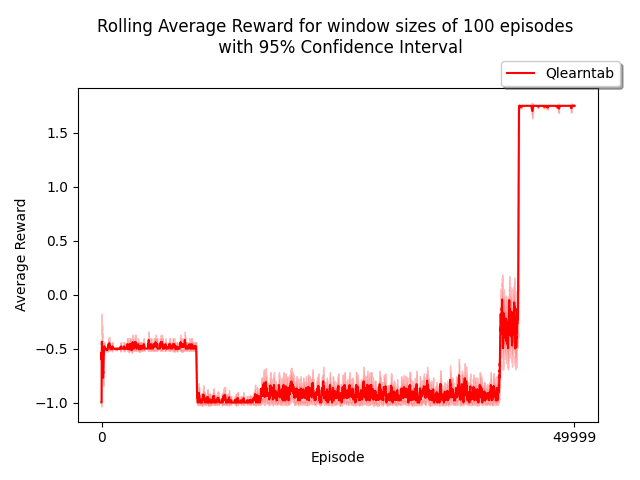 Rolling Average Reward for window sizes of 100 episodes
with 95% Confidence Interval
Qlearntab
Average Reward
1.5
1.0
0.5
0.0
−0.5
−1.0
0
49999
Episode